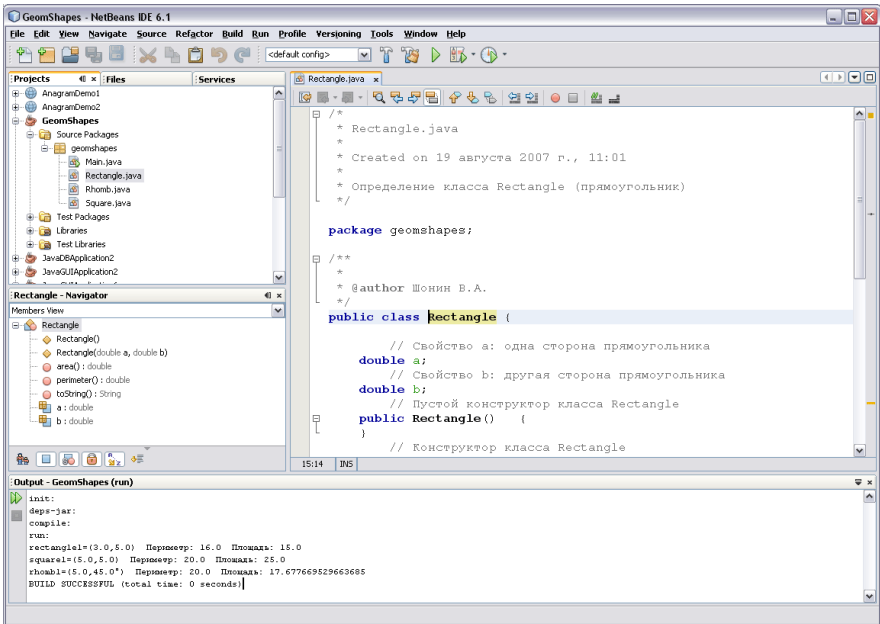 GeomShapes - NetBeans IDE 6.1
File Edit View Navigate Source Refactor Build Run Profile Versioning Tools Window Help
<default config>
Projects Files Services
AnagramDemo1
AnagramDemo2
GeomShapes
Source Packages
geomshapes
Main.java
Rectangle.java
Rhomb.java
Square.java
Test Packages
Libraries
Test Libraries
JavaDBApplication2
JavaGUIApplication2
Rectangle - Navigator
Members View
Rectangle
Rectangle()
Rectangle(double a, double b)
area() : double
perimeter() : double
toString() : String
a : double
b : double
Rectangle.java
/*
* Rectangle.java
*
* Created on 19 августа 2007 г., 11:01
*
* Определение класса Rectangle (прямоугольник)
*/
package geomshapes;
/**
*
* @author Шонин В.А.
*/
public class Rectangle {
// Свойство a: одна сторона прямоугольника
double a;
// Свойство b: другая сторона прямоугольника
double b;
// Пустой конструктор класса Rectangle
public Rectangle() {
}
// Конструктор класса Rectangle
15:14 INS
Output - GeomShapes (run)
init:
deps-jar:
compile:
run:
rectangle1=(3.0,5.0) Периметр: 16.0 Площадь: 15.0
square1=(5.0,5.0) Периметр: 20.0 Площадь: 25.0
rhomb1=(5.0,45.0°) Периметр: 20.0 Площадь: 17.677669529663685
BUILD SUCCESSFUL (total time: 0 seconds)